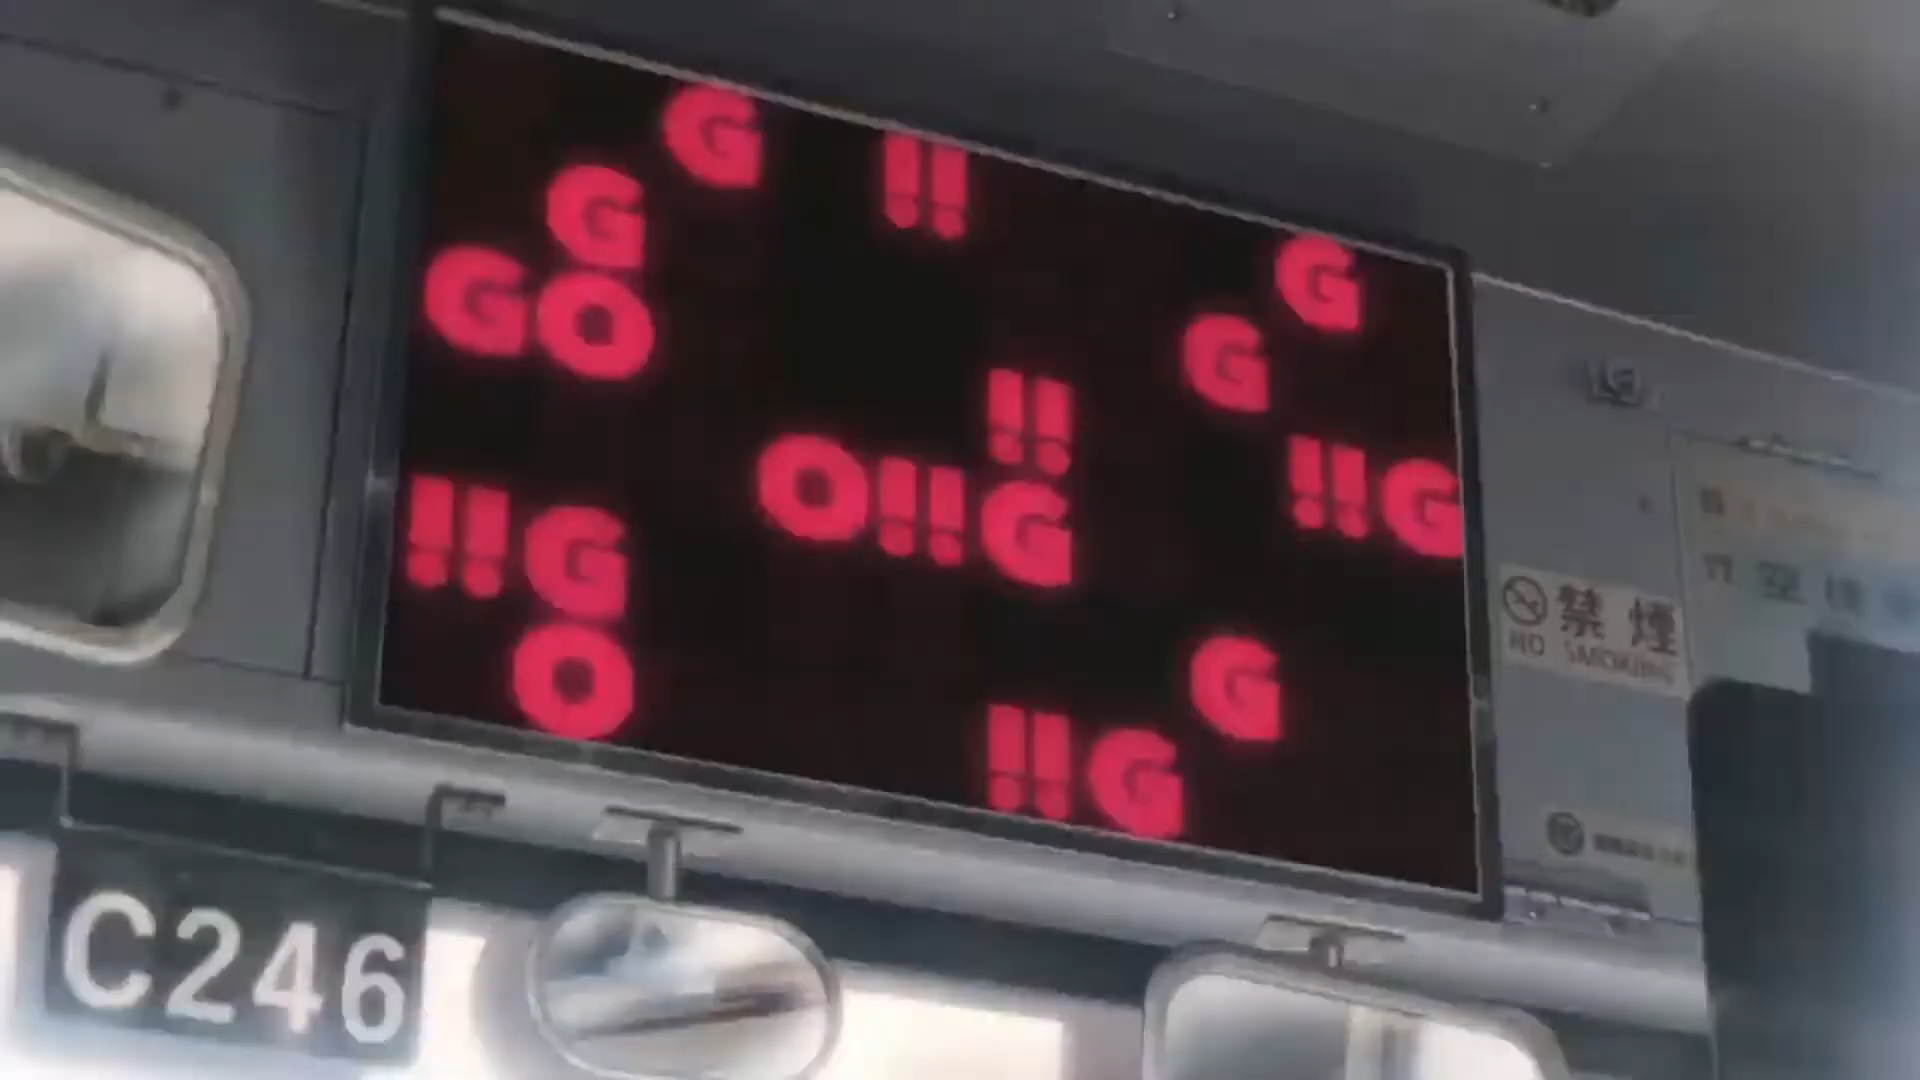 G !!
G G
GO G
!!
O!!G !!G
!!G
O G
!!G
禁煙
NO SMOKING
C246